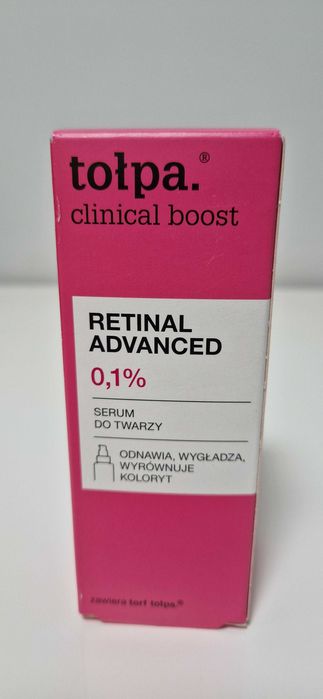 tołpa.®
clinical boost
RETINAL
ADVANCED
0,1%
SERUM
DO TWARZY
ODNAWIA, WYGŁADZA,
WYRÓWNUJE
KOLORYT
zawiera torf tołpa.®